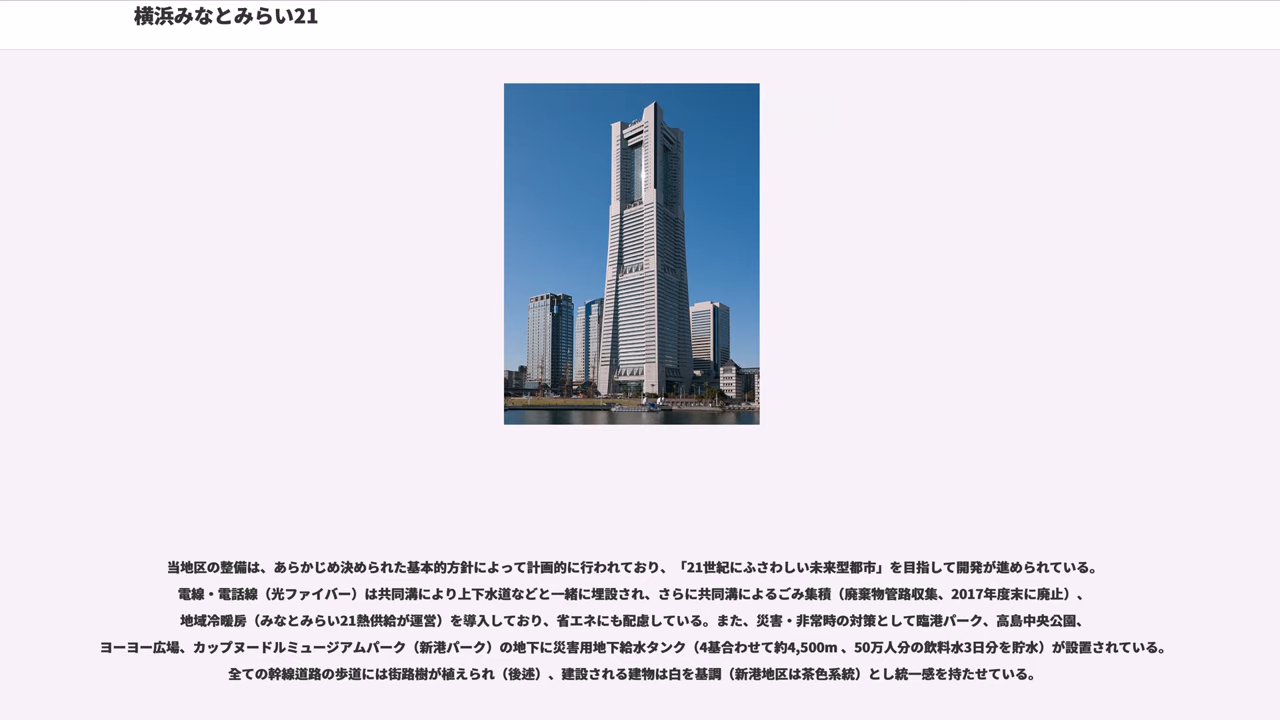 横浜みなとみらい21
当地区の整備は、あらかじめ決められた基本的方針によって計画的に行われており、「21世紀にふさわしい未来型都市」を目指して開発が進められている。
電線・電話線（光ファイバー）は共同溝により上下水道などと一緒に埋設され、さらに共同溝によるごみ集積（廃棄物管路収集、2017年度末に廃止）、
地域冷暖房（みなとみらい21熱供給が運営）を導入しており、省エネにも配慮している。また、災害・非常時の対策として臨港パーク、高島中央公園、
ヨーヨー広場、カップヌードルミュージアムパーク（新港パーク）の地下に災害用地下給水タンク（4基合わせて約4,500m 、50万人分の飲料水3日分を貯水）が設置されている。
全ての幹線道路の歩道には街路樹が植えられ（後述）、建設される建物は白を基調（新港地区は茶色系統）とし統一感を持たせている。